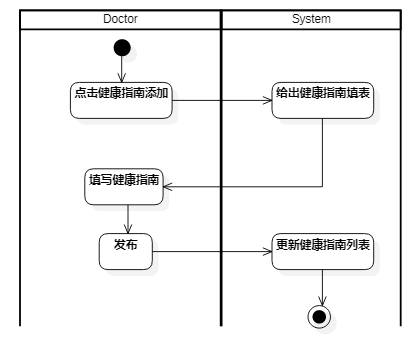 Doctor
System
点击健康指南添加
给出健康指南填表
填写健康指南
发布
更新健康指南列表